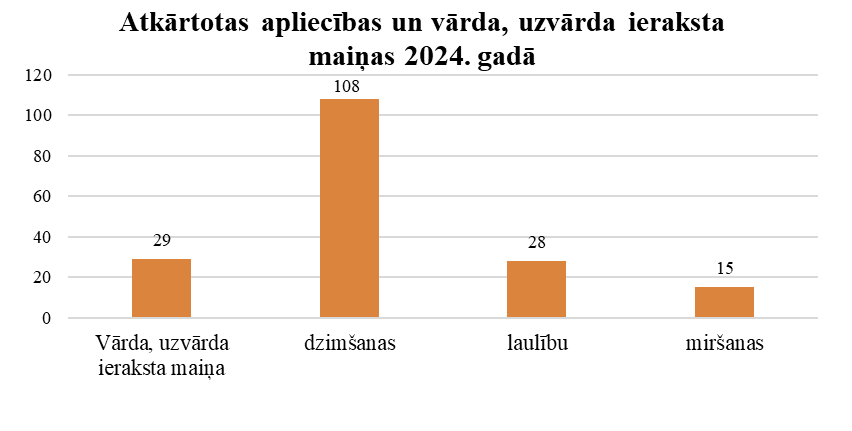 Atkārtotas apliecības un vārda, uzvārda ieraksta
maiņas 2024. gadā
120
100
80
60
40
20
0
29
108
28
15
Vārda, uzvārda
ieraksta maiņa
dzimšanas
laulību
miršanas